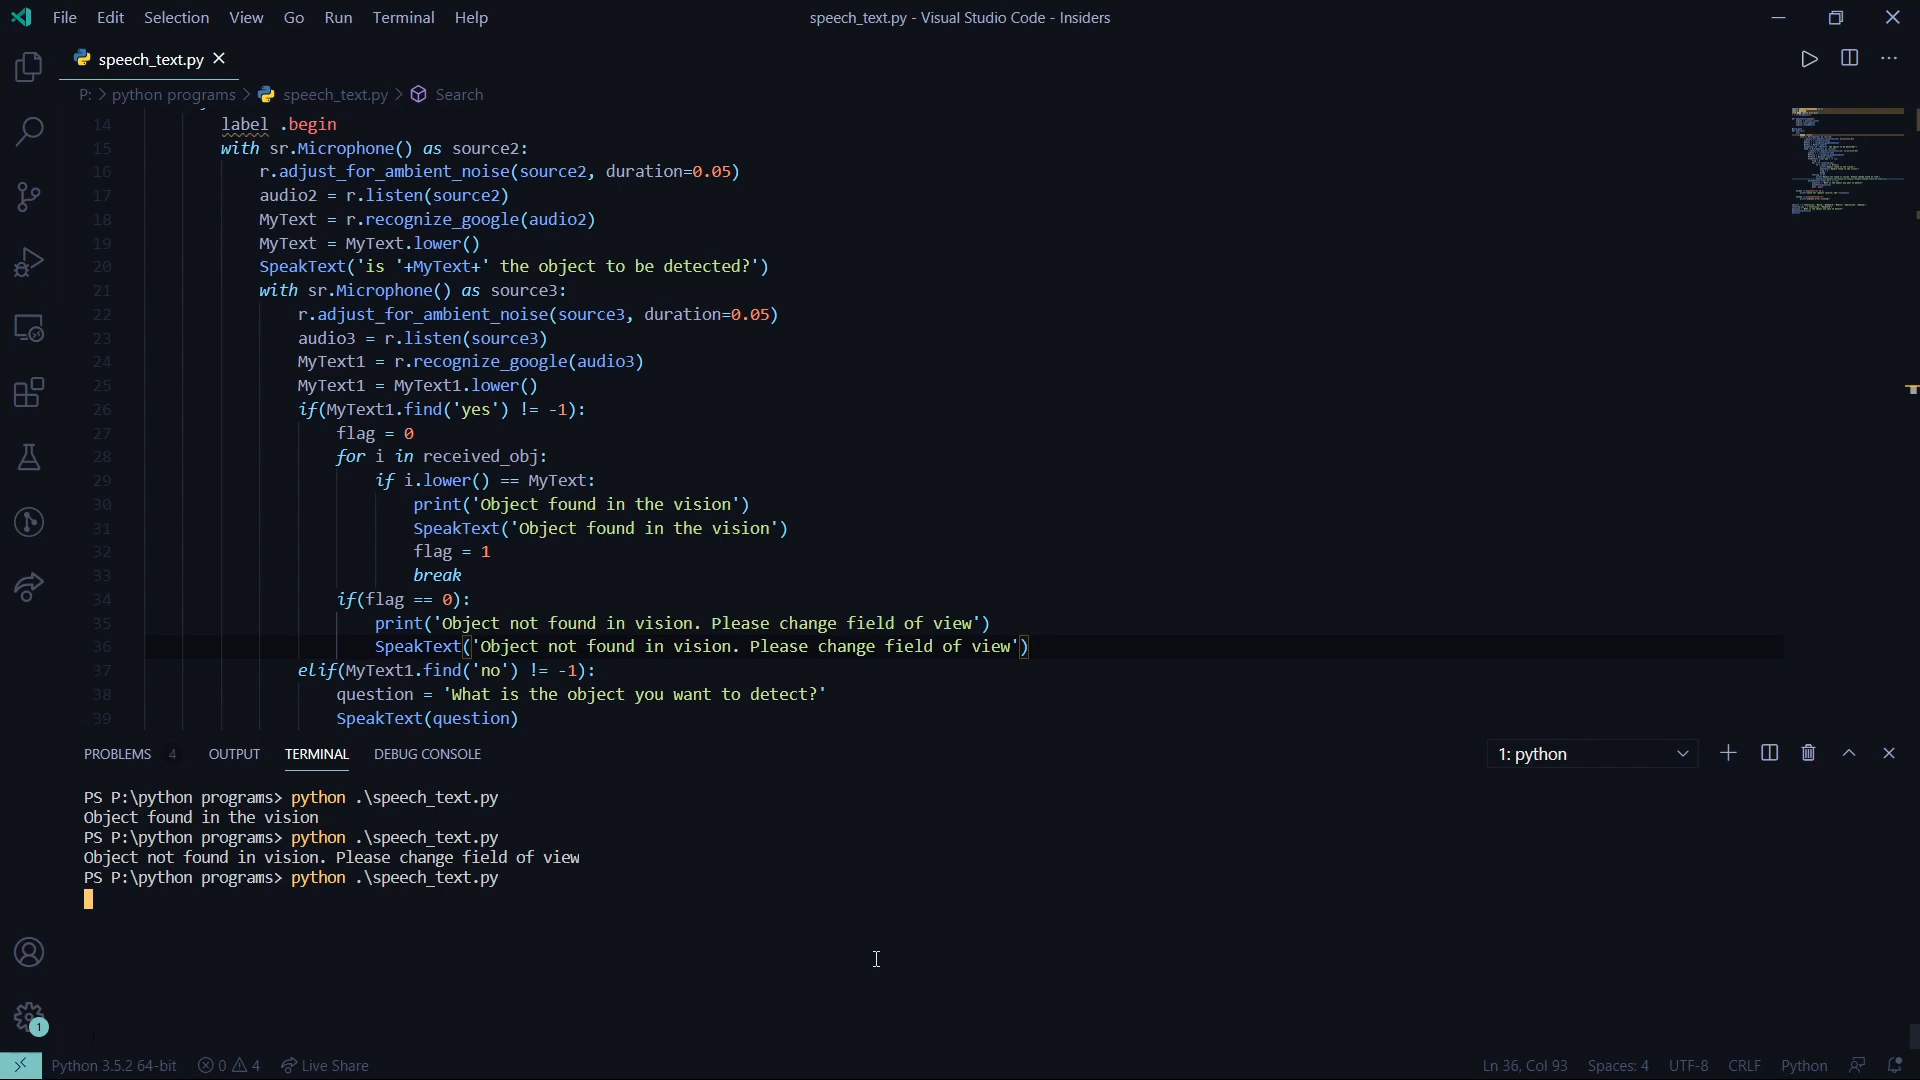 File Edit Selection View Go Run Terminal Help
speech_text.py - Visual Studio Code - Insiders
speech_text.py
P: > python programs > speech_text.py > Search
14 label .begin
15 with sr.Microphone() as source2:
16 r.adjust_for_ambient_noise(source2, duration=0.05)
17 audio2 = r.listen(source2)
18 MyText = r.recognize_google(audio2)
19 MyText = MyText.lower()
20 SpeakText('is '+MyText+' the object to be detected?')
21 with sr.Microphone() as source3:
22 r.adjust_for_ambient_noise(source3, duration=0.05)
23 audio3 = r.listen(source3)
24 MyText1 = r.recognize_google(audio3)
25 MyText1 = MyText1.lower()
26 if(MyText1.find('yes') != -1):
27 flag = 0
28 for i in received_obj:
29 if i.lower() == MyText:
30 print('Object found in the vision')
31 SpeakText('Object found in the vision')
32 flag = 1
33 break
34 if(flag == 0):
35 print('Object not found in vision. Please change field of view')
36 SpeakText('Object not found in vision. Please change field of view')
37 elif(MyText1.find('no') != -1):
38 question = 'What is the object you want to detect?'
39 SpeakText(question)
PROBLEMS 4 OUTPUT TERMINAL DEBUG CONSOLE
1: python
PS P:\python programs> python .\speech_text.py
Object found in the vision
PS P:\python programs> python .\speech_text.py
Object not found in vision. Please change field of view
PS P:\python programs> python .\speech_text.py
1
Python 3.5.2 64-bit 0 4 Live Share
Ln 36, Col 93 Spaces: 4 UTF-8 CRLF Python